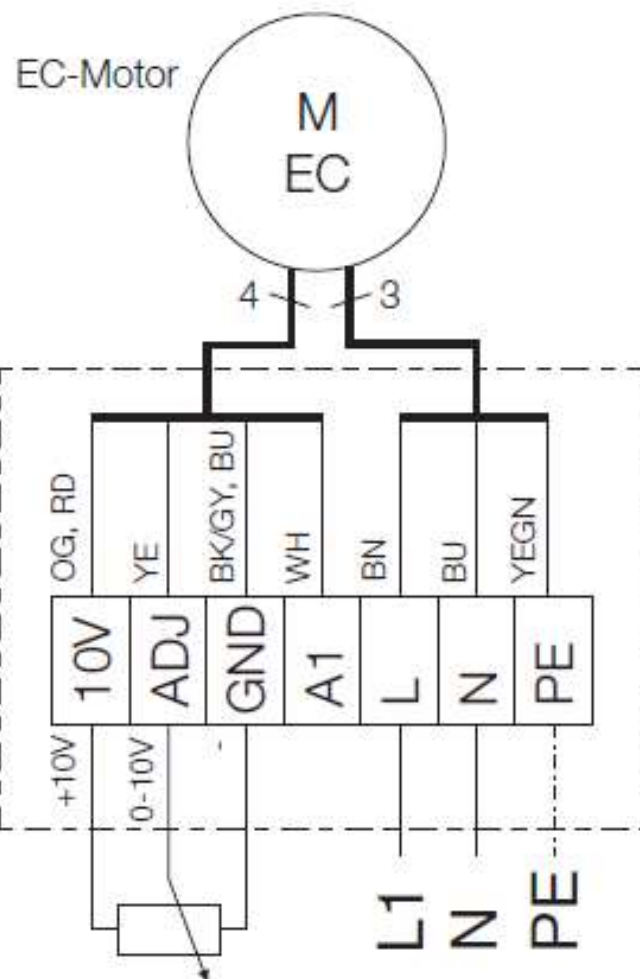 EC-Motor
M
EC
4
3
OG, RD
YE
BK/GY, BU
WH
BN
BU
YEGN
10V
ADJ
GND
A1
L
N
PE
+10V
0-10V
-
L1
N
PE